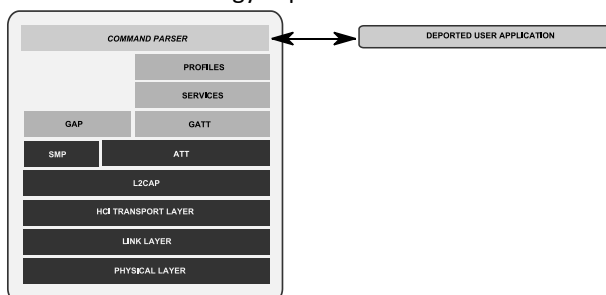 COMMAND PARSER
DEPORTED USER APPLICATION
PROFILES
SERVICES
GAP
GATT
SMP
ATT
L2CAP
HCI TRANSPORT LAYER
LINK LAYER
PHYSICAL LAYER